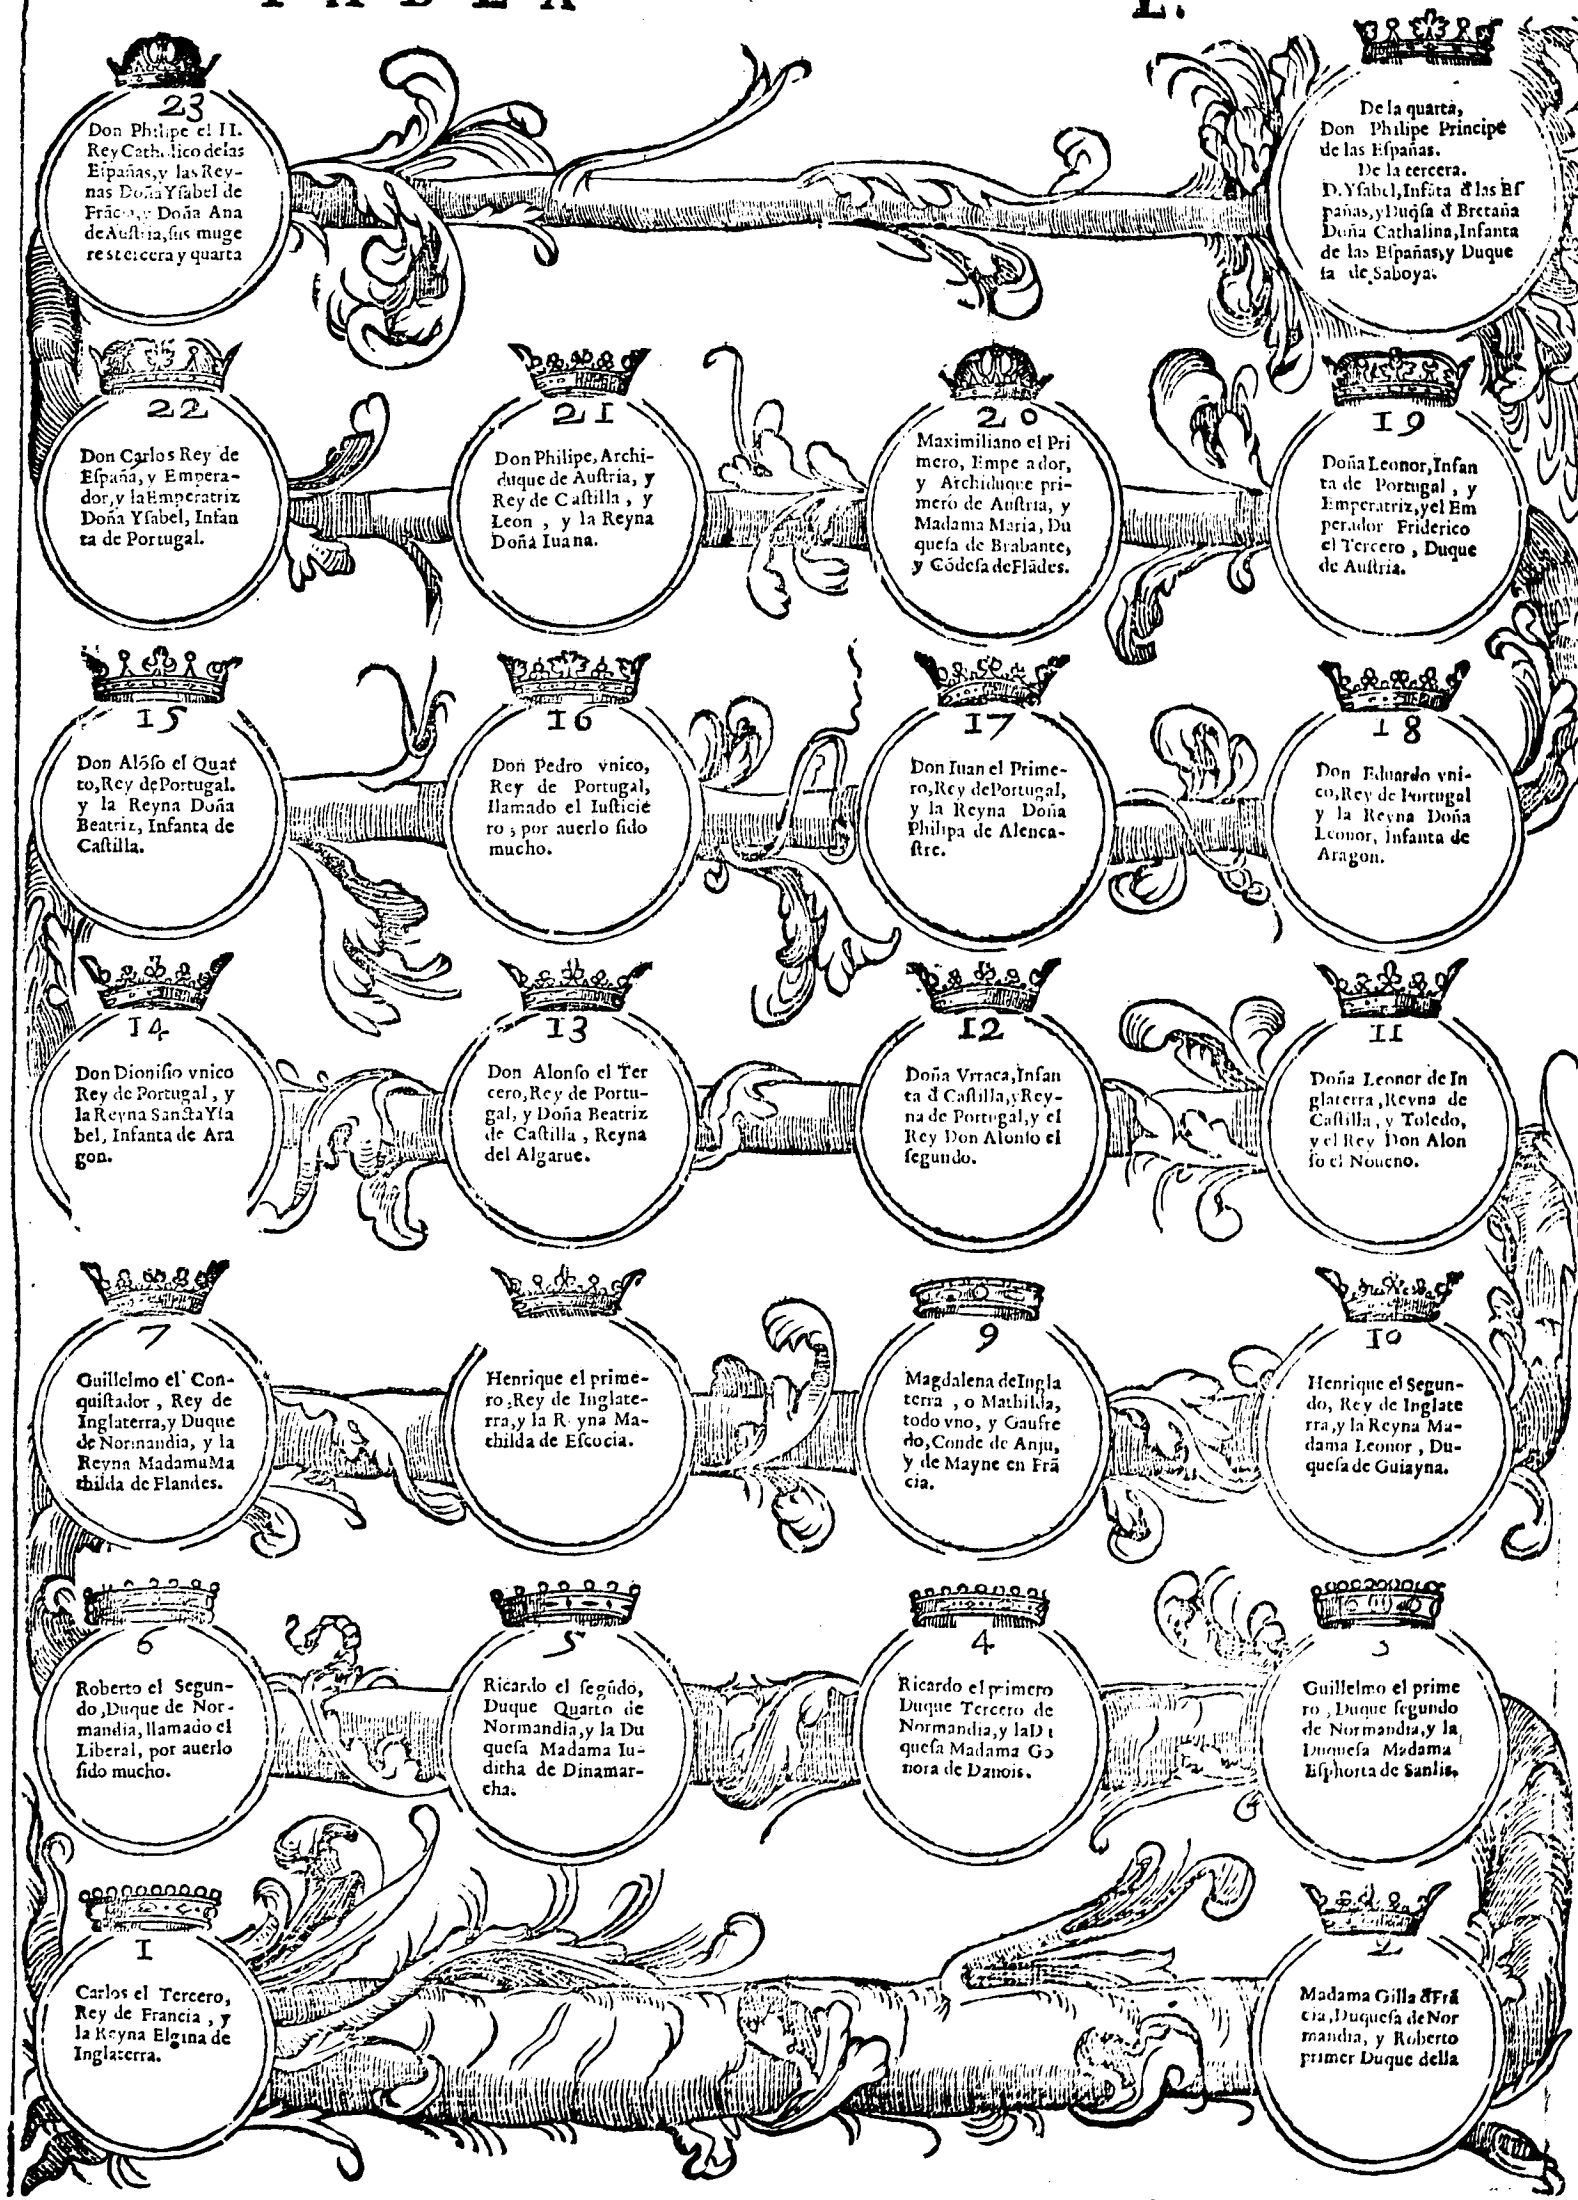 TABLA L.
23
Don Philipe el II.
Rey Catholico de las
Eſpañas, y las Rey-
nas Doña Yſabel de
Frãcia, y Doña Ana
de Auſtria, ſus muge
res tercera y quarta
De la quarta,
Don Philipe Principe
de las Eſpañas.
De la tercera.
D. Yſabel, Infãta đ las Eſ
pañas, y Duq̃ſa đ Bretaña
Doña Cathalina, Infanta
de las Eſpañas, y Duque
ſa de Saboya.
22
Don Carlos Rey de
Eſpaña, y Empera-
dor, y la Emperatriz
Doña Yſabel, Infan
ta de Portugal.
21
Don Philipe, Archi-
duque de Auſtria, y
Rey de Caſtilla, y
Leon, y la Reyna
Doña Iuana.
20
Maximiliano el Pri
mero, Empe ador,
y Archiduque pri-
mero de Auſtria, y
Madama Maria, Du
queſa de Brabante,
y Cõdeſa de Flãdes.
19
Doña Leonor, Infan
ta de Portugal, y
Emperatriz, y el Em
perador Friderico
el Tercero, Duque
de Auſtria.
15
Don Alõſo el Quar
to, Rey de Portugal.
y la Reyna Doña
Beatriz, Infanta de
Caſtilla.
16
Don Pedro vnico,
Rey de Portugal,
llamado el Iuſticie
ro, por auerlo ſido
mucho.
17
Don Iuan el Prime-
ro, Rey de Portugal,
y la Reyna Doña
Philipa de Alenca-
ſtre.
18
Don Eduardo vni-
co, Rey de Portugal
y la Reyna Doña
Leonor, Infanta de
Aragon.
14
Don Dioniſio vnico
Rey de Portugal, y
la Reyna Sancta Yſa
bel, Infanta de Ara
gon.
13
Don Alonſo el Ter
cero, Rey de Portu-
gal, y Doña Beatriz
de Caſtilla, Reyna
del Algarue.
12
Doña Vrraca, Infan
ta đ Caſtilla, y Rey-
na de Portugal, y el
Rey Don Alonſo el
ſegundo.
11
Doña Leonor de In
glaterra, Reyna de
Caſtilla, y Toledo,
y el Rey Don Alon
ſo el Noueno.
7
Guillelmo el Con-
quiſtador, Rey de
Inglaterra, y Duque
de Normandia, y la
Reyna Madama Ma
thilda de Flandes.
Henrique el prime-
ro, Rey de Inglate-
rra, y la R yna Ma-
thilda de Eſcocia.
9
Magdalena de Ingla
terra, o Mathilda,
todo vno, y Gaufre
do, Conde de Anju,
y de Mayne en Frã
cia.
10
Henrique el Segun-
do, Rey de Inglate
rra, y la Reyna Ma-
dama Leonor, Du-
queſa de Guiayna.
6
Roberto el Segun-
do, Duque de Nor-
mandia, llamado el
Liberal, por auerlo
ſido mucho.
5
Ricardo el ſegũdo,
Duque Quarto de
Normandia, y la Du
queſa Madama Iu-
ditha de Dinamar-
cha.
4
Ricardo el primero
Duque Tercero de
Normandia, y la Du
queſa Madama Go
nora de Danois.
3
Guillelmo el prime
ro, Duque ſegundo
de Normandia, y la
Duqueſa Madama
Eſphorta de Sanlis.
1
Carlos el Tercero,
Rey de Francia, y
la Reyna Elgina de
Inglaterra.
2
Madama Gilla đ Frã
cia, Duqueſa de Nor
mandia, y Roberto
primer Duque della